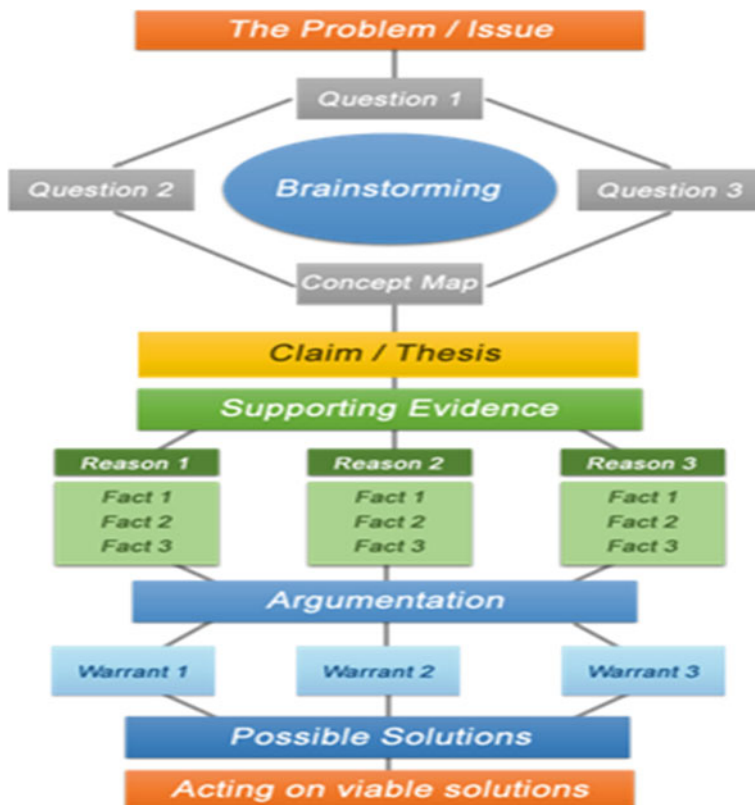 The Problem / Issue
Question 1
Question 2
Brainstorming
Question 3
Concept Map
Claim / Thesis
Supporting Evidence
Reason 1
Fact 1
Fact 2
Fact 3
Reason 2
Fact 1
Fact 2
Fact 3
Reason 3
Fact 1
Fact 2
Fact 3
Argumentation
Warrant 1
Warrant 2
Warrant 3
Possible Solutions
Acting on viable solutions